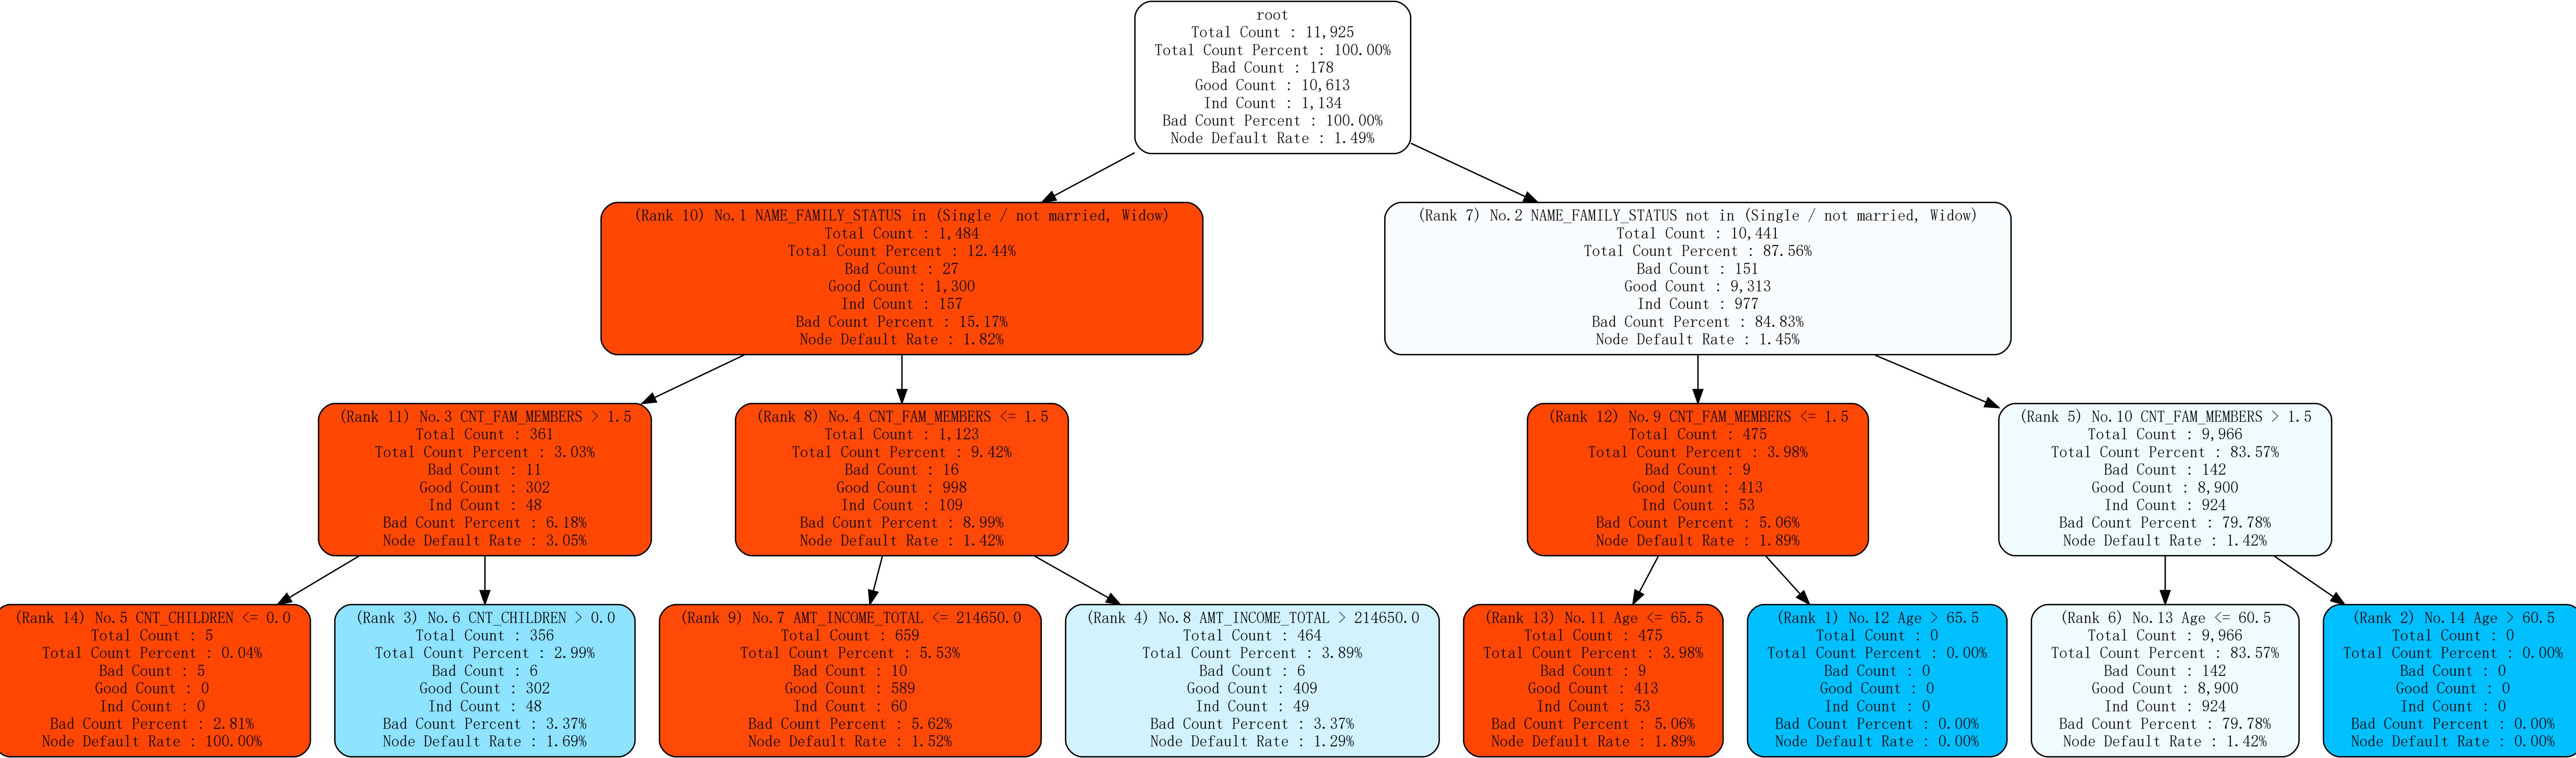 root
Total Count : 11,925
Total Count Percent : 100.00%
Bad Count : 178
Good Count : 10,613
Ind Count : 1,134
Bad Count Percent : 100.00%
Node Default Rate : 1.49%
(Rank 10) No.1 NAME_FAMILY_STATUS in (Single / not married, Widow)
Total Count : 1,484
Total Count Percent : 12.44%
Bad Count : 27
Good Count : 1,300
Ind Count : 157
Bad Count Percent : 15.17%
Node Default Rate : 1.82%
(Rank 7) No.2 NAME_FAMILY_STATUS not in (Single / not married, Widow)
Total Count : 10,441
Total Count Percent : 87.56%
Bad Count : 151
Good Count : 9,313
Ind Count : 977
Bad Count Percent : 84.83%
Node Default Rate : 1.45%
(Rank 11) No.3 CNT_FAM_MEMBERS > 1.5
Total Count : 361
Total Count Percent : 3.03%
Bad Count : 11
Good Count : 302
Ind Count : 48
Bad Count Percent : 6.18%
Node Default Rate : 3.05%
(Rank 8) No.4 CNT_FAM_MEMBERS <= 1.5
Total Count : 1,123
Total Count Percent : 9.42%
Bad Count : 16
Good Count : 998
Ind Count : 109
Bad Count Percent : 8.99%
Node Default Rate : 1.42%
(Rank 12) No.9 CNT_FAM_MEMBERS <= 1.5
Total Count : 475
Total Count Percent : 3.98%
Bad Count : 9
Good Count : 413
Ind Count : 53
Bad Count Percent : 5.06%
Node Default Rate : 1.89%
(Rank 5) No.10 CNT_FAM_MEMBERS > 1.5
Total Count : 9,966
Total Count Percent : 83.57%
Bad Count : 142
Good Count : 8,900
Ind Count : 924
Bad Count Percent : 79.78%
Node Default Rate : 1.42%
(Rank 14) No.5 CNT_CHILDREN <= 0.0
Total Count : 5
Total Count Percent : 0.04%
Bad Count : 5
Good Count : 0
Ind Count : 0
Bad Count Percent : 2.81%
Node Default Rate : 100.00%
(Rank 3) No.6 CNT_CHILDREN > 0.0
Total Count : 356
Total Count Percent : 2.99%
Bad Count : 6
Good Count : 302
Ind Count : 48
Bad Count Percent : 3.37%
Node Default Rate : 1.69%
(Rank 9) No.7 AMT_INCOME_TOTAL <= 214650.0
Total Count : 659
Total Count Percent : 5.53%
Bad Count : 10
Good Count : 589
Ind Count : 60
Bad Count Percent : 5.62%
Node Default Rate : 1.52%
(Rank 4) No.8 AMT_INCOME_TOTAL > 214650.0
Total Count : 464
Total Count Percent : 3.89%
Bad Count : 6
Good Count : 409
Ind Count : 49
Bad Count Percent : 3.37%
Node Default Rate : 1.29%
(Rank 13) No.11 Age <= 65.5
Total Count : 475
Total Count Percent : 3.98%
Bad Count : 9
Good Count : 413
Ind Count : 53
Bad Count Percent : 5.06%
Node Default Rate : 1.89%
(Rank 1) No.12 Age > 65.5
Total Count : 0
Total Count Percent : 0.00%
Bad Count : 0
Good Count : 0
Ind Count : 0
Bad Count Percent : 0.00%
Node Default Rate : 0.00%
(Rank 6) No.13 Age <= 60.5
Total Count : 9,966
Total Count Percent : 83.57%
Bad Count : 142
Good Count : 8,900
Ind Count : 924
Bad Count Percent : 79.78%
Node Default Rate : 1.42%
(Rank 2) No.14 Age > 60.5
Total Count : 0
Total Count Percent : 0.00%
Bad Count : 0
Good Count : 0
Ind Count : 0
Bad Count Percent : 0.00%
Node Default Rate : 0.00%